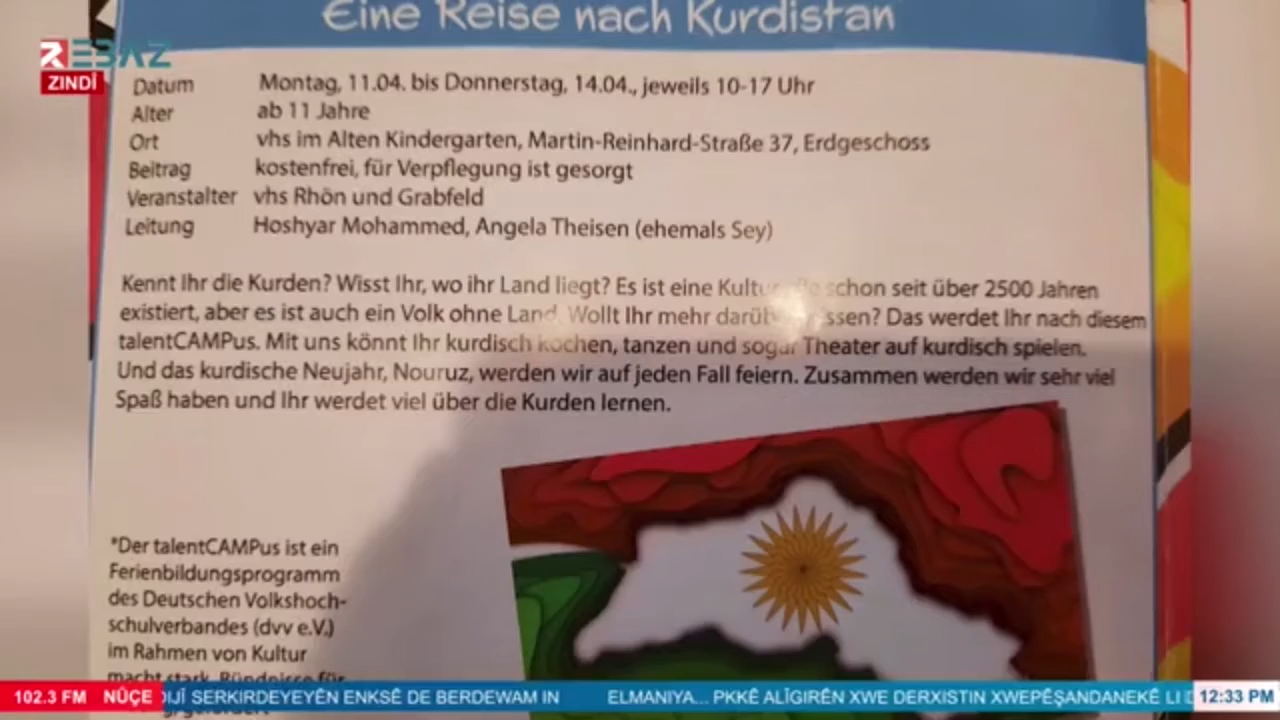 Eine Reise nach Kurdistan
REBAZ
ZINDÎ
Datum Montag, 11.04. bis Donnerstag, 14.04., jeweils 10-17 Uhr
Alter ab 11 Jahre
Ort vhs im Alten Kindergarten, Martin-Reinhard-Straße 37, Erdgeschoss
Beitrag kostenfrei, für Verpflegung ist gesorgt
Veranstalter vhs Rhön und Grabfeld
Leitung Hoshyar Mohammed, Angela Theisen (ehemals Sey)
Kennt Ihr die Kurden? Wisst Ihr, wo ihr Land liegt? Es ist eine schon seit über 2500 Jahren
existiert, aber es ist auch ein Volk ohne Land. Wollt Ihr mehr Das werdet Ihr nach diesem
talentCAMPus. Mit uns könnt Ihr kurdisch kochen, tanzen und sogar Theater auf kurdisch spielen.
Und das kurdische Neujahr, Nouruz, werden wir auf jeden Fall feiern. Zusammen werden wir sehr viel
Spaß haben und Ihr werdet viel über die Kurden lernen.
*Der talentCAMPus ist ein
Ferienbildungsprogramm
des Deutschen Volkshoch-
schulverbandes (dvv e.V.)
im Rahmen von Kultur
macht stark. Bündnisse für
102.3 FM NÛÇE SERKIRDEYEYÊN ENKSÊ DE BERDEWAM IN ELMANIYA... PKKÊ ALÎGIRÊN XWE DERXISTIN XWEPÊŞANDANEKÊ LI 12:33 PM